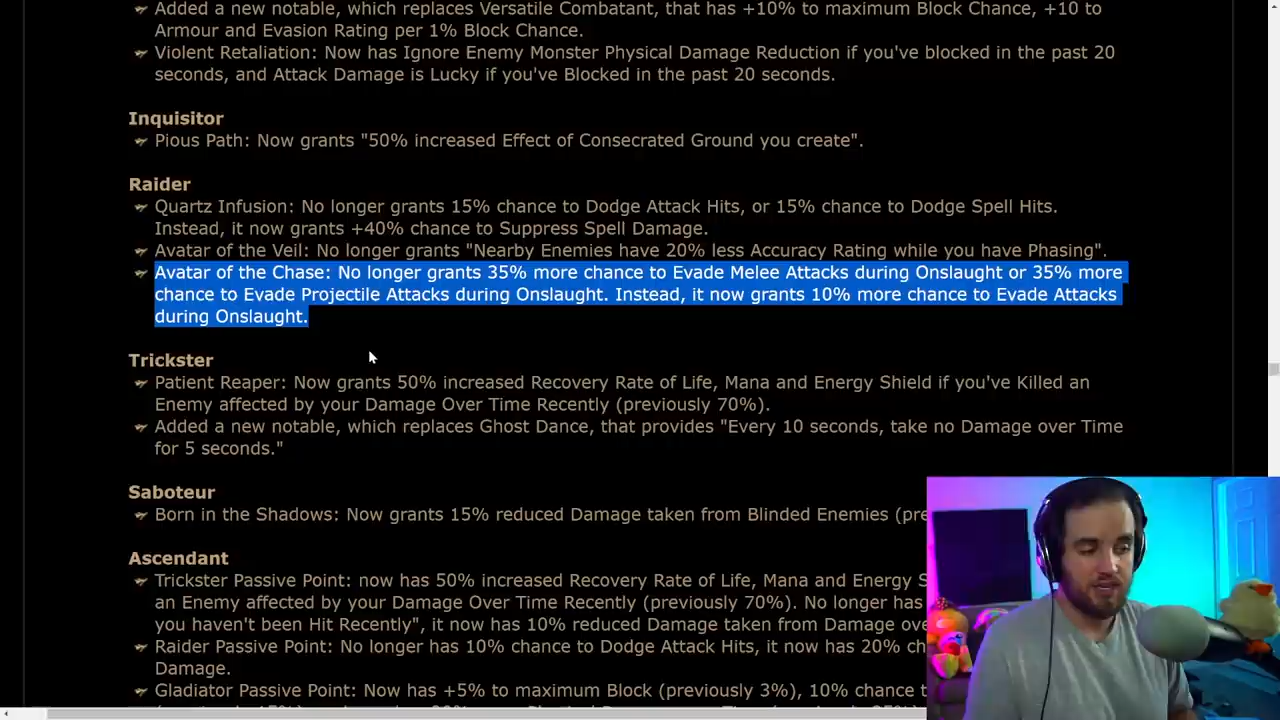 Added a new notable, which replaces Versatile Combatant, that has +10% to maximum Block Chance, +10 to
Armour and Evasion Rating per 1% Block Chance.
Violent Retaliation: Now has Ignore Enemy Monster Physical Damage Reduction if you've blocked in the past 20
seconds, and Attack Damage is Lucky if you've Blocked in the past 20 seconds.
Inquisitor
Pious Path: Now grants "50% increased Effect of Consecrated Ground you create".
Raider
Quartz Infusion: No longer grants 15% chance to Dodge Attack Hits, or 15% chance to Dodge Spell Hits.
Instead, it now grants +40% chance to Suppress Spell Damage.
Avatar of the Veil: No longer grants "Nearby Enemies have 20% less Accuracy Rating while you have Phasing".
Avatar of the Chase: No longer grants 35% more chance to Evade Melee Attacks during Onslaught or 35% more
chance to Evade Projectile Attacks during Onslaught. Instead, it now grants 10% more chance to Evade Attacks
during Onslaught.
Trickster
Patient Reaper: Now grants 50% increased Recovery Rate of Life, Mana and Energy Shield if you've Killed an
Enemy affected by your Damage Over Time Recently (previously 70%).
Added a new notable, which replaces Ghost Dance, that provides "Every 10 seconds, take no Damage over Time
for 5 seconds."
Saboteur
Born in the Shadows: Now grants 15% reduced Damage taken from Blinded Enemies (pre
Ascendant
Trickster Passive Point: now has 50% increased Recovery Rate of Life, Mana and Energy S
an Enemy affected by your Damage Over Time Recently (previously 70%). No longer has
you haven't been Hit Recently", it now has 10% reduced Damage taken from Damage ove
Raider Passive Point: No longer has 10% chance to Dodge Attack Hits, it now has 20% ch
Damage.
Gladiator Passive Point: Now has +5% to maximum Block (previously 3%), 10% chance t